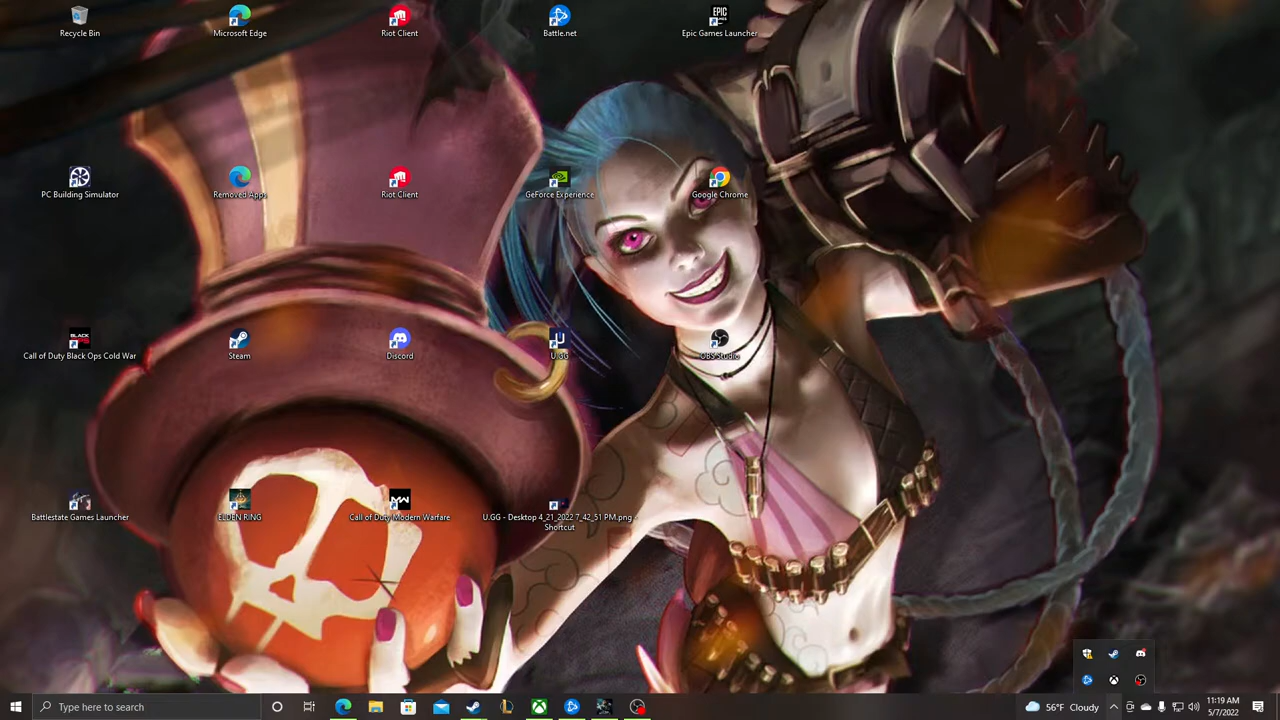 Recycle Bin
Microsoft Edge
Riot Client
Battle.net
EPIC
Epic Games Launcher
PC Building Simulator
Removed Apps
Riot Client
GeForce Experience
Google Chrome
BLACK OPS
Call of Duty Black Ops Cold War
Steam
Discord
U.GG
OBS Studio
Battlestate Games Launcher
ELDEN RING
Call of Duty Modern Warfare
U.GG - Desktop 4_21_2022 7_42_51 PM.png -
Shortcut
Type here to search
56°F Cloudy
11:19 AM
5/7/2022